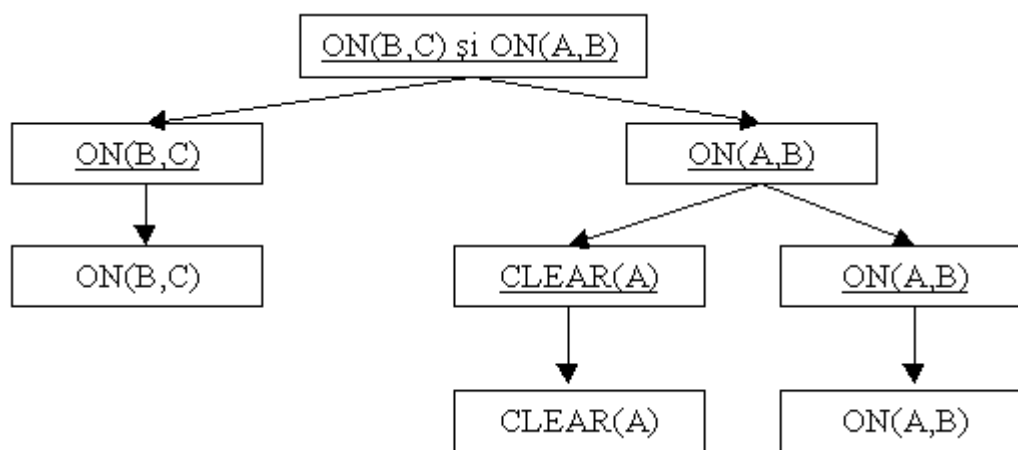 ON(B,C) şi ON(A,B)
ON(B,C)
ON(A,B)
ON(B,C)
CLEAR(A)
ON(A,B)
CLEAR(A)
ON(A,B)